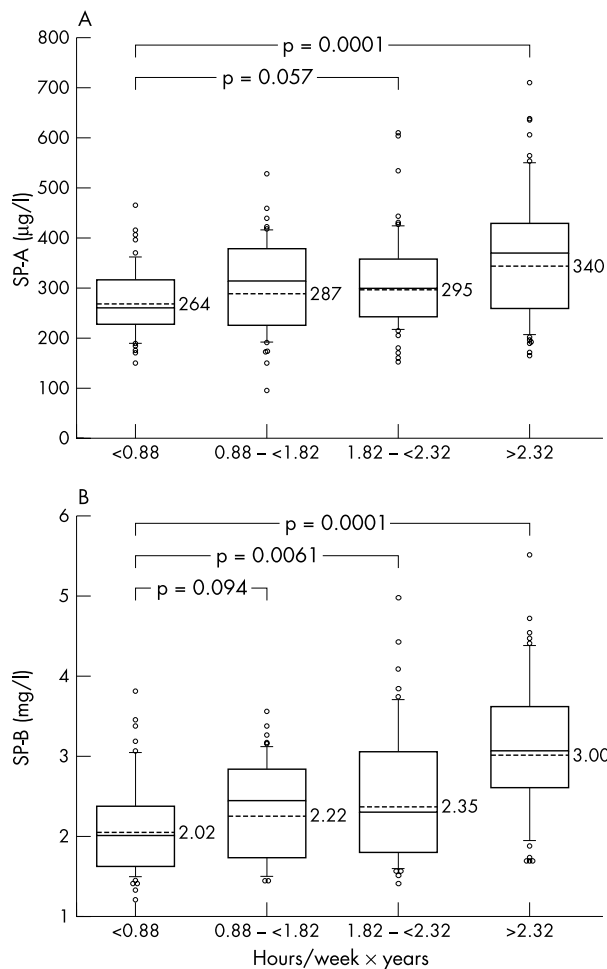 A
800
p = 0.0001
700
p = 0.057
600
500
SP-A (µg/l)
400
300
264
287
295
340
200
100
0
<0.88
0.88 – <1.82
1.82 – <2.32
>2.32
B
6
p = 0.0001
p = 0.0061
5
p = 0.094
4
SP-B (mg/l)
3
3.00
2.02
2.22
2.35
2
1
<0.88
0.88 – <1.82
1.82 – <2.32
>2.32
Hours/week × years